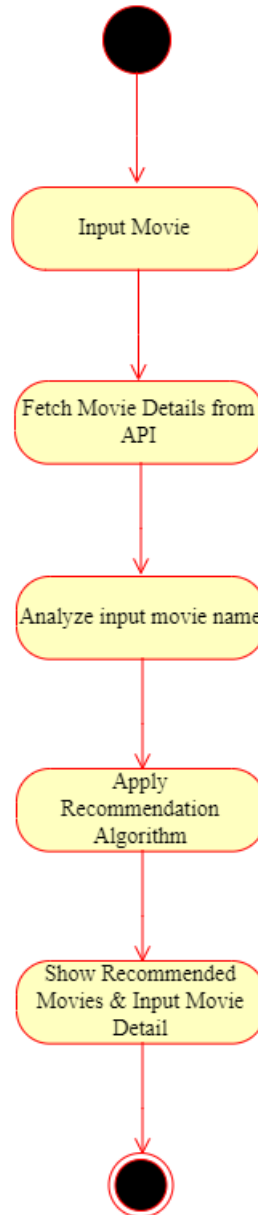 Input Movie
Fetch Movie Details from
API
Analyze input movie name
Apply
Recommendation
Algorithm
Show Recommended
Movies & Input Movie
Detail